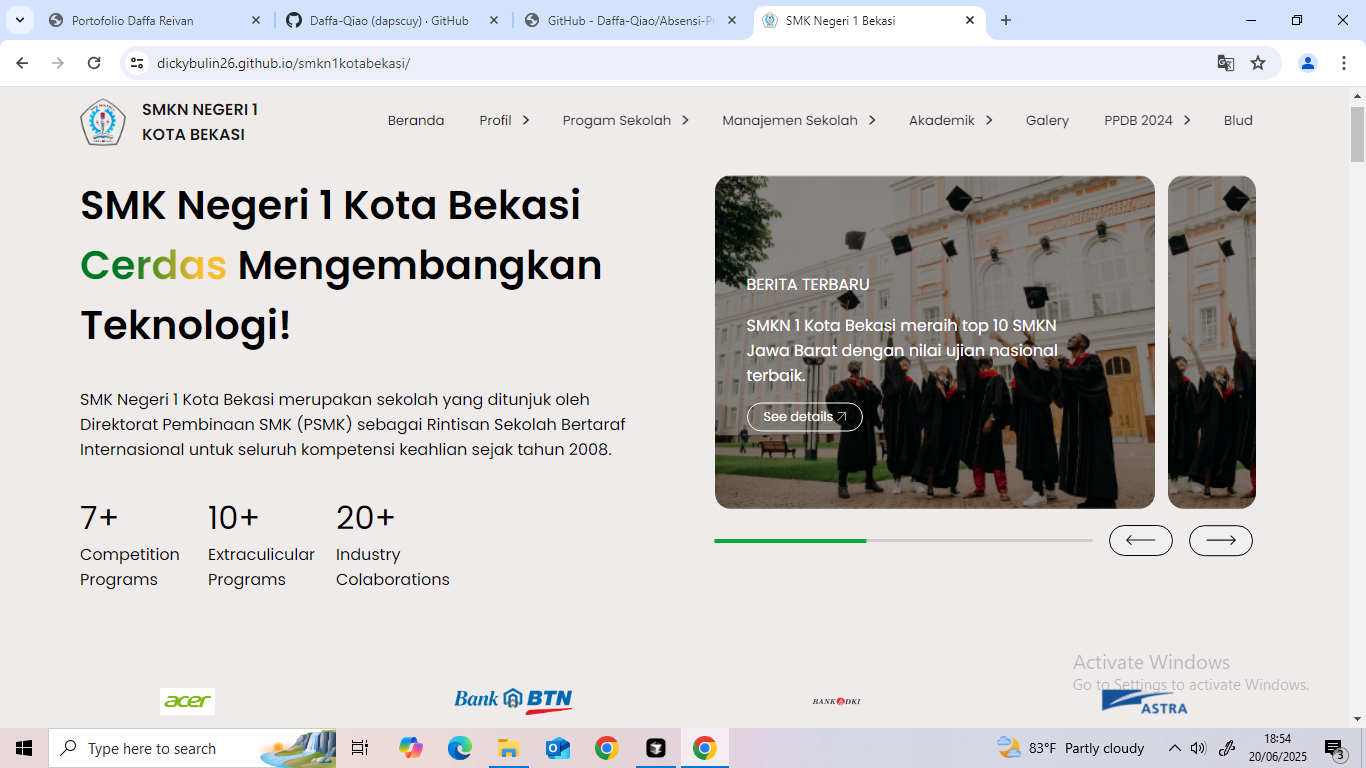 Portofolio Daffa Reivan
Daffa-Qiao (dapscuy) · GitHub
GitHub - Daffa-Qiao/Absensi-P
SMK Negeri 1 Bekasi
dickybulin26.github.io/smkn1kotabekasi/
SMKN NEGERI 1
KOTA BEKASI
Beranda
Profil
Progam Sekolah
Manajemen Sekolah
Akademik
Galery
PPDB 2024
Blud
SMK Negeri 1 Kota Bekasi
Cerdas Mengembangkan
Teknologi!
SMK Negeri 1 Kota Bekasi merupakan sekolah yang ditunjuk oleh
Direktorat Pembinaan SMK (PSMK) sebagai Rintisan Sekolah Bertaraf
Internasional untuk seluruh kompetensi keahlian sejak tahun 2008.
7+
Competition
Programs
10+
Extraculicular
Programs
20+
Industry
Colaborations
BERITA TERBARU
SMKN 1 Kota Bekasi meraih top 10 SMKN
Jawa Barat dengan nilai ujian nasional
terbaik.
See details
acer
Bank BTN
BANK DKI
ASTRA
Activate Windows
Go to Settings to activate Windows.
Type here to search
83°F Partly cloudy
18:54
20/06/2025
3